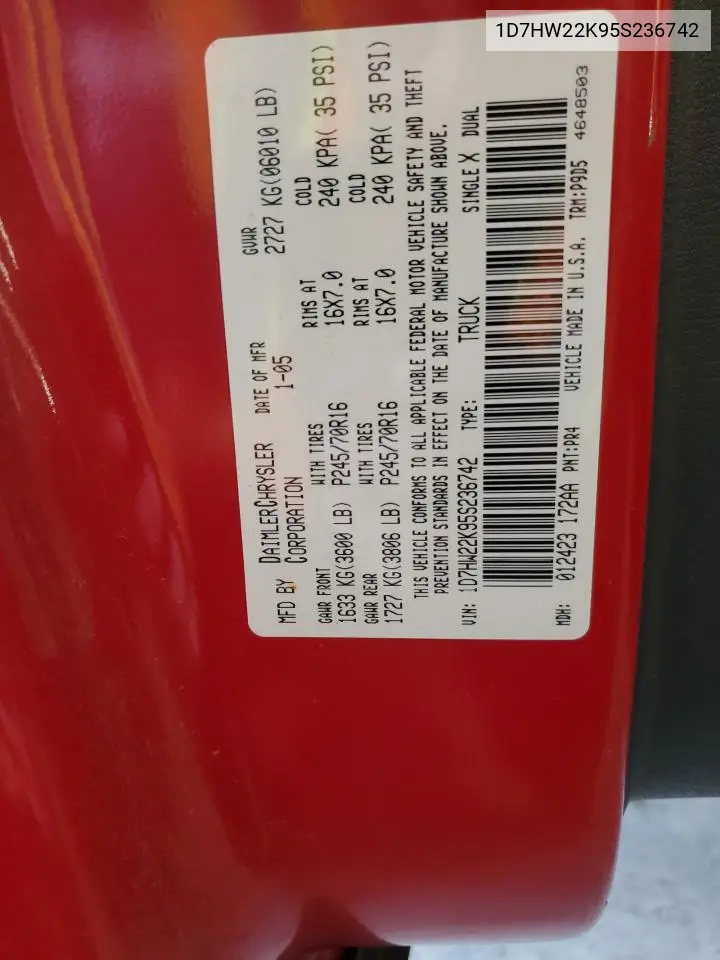 1D7HW22K95S236742
MFD BY DAIMLERCHRYSLER CORPORATION DATE OF MFR 1-05 GVWR 2727 KG(06010 LB)
GAWR FRONT WITH TIRES RIMS AT COLD
1633 KG(3600 LB) P245/70R16 16X7.0 240 KPA( 35 PSI)
GAWR REAR WITH TIRES RIMS AT COLD
1727 KG(3806 LB) P245/70R16 16X7.0 240 KPA( 35 PSI)
THIS VEHICLE CONFORMS TO ALL APPLICABLE FEDERAL MOTOR VEHICLE SAFETY AND THEFT
PREVENTION STANDARDS IN EFFECT ON THE DATE OF MANUFACTURE SHOWN ABOVE.
VIN: 1D7HW22K95S236742 TYPE: TRUCK SINGLE X DUAL
MDH: 012423 172AA PNT:PR4 VEHICLE MADE IN U.S.A. TRM:P9D5 4648503